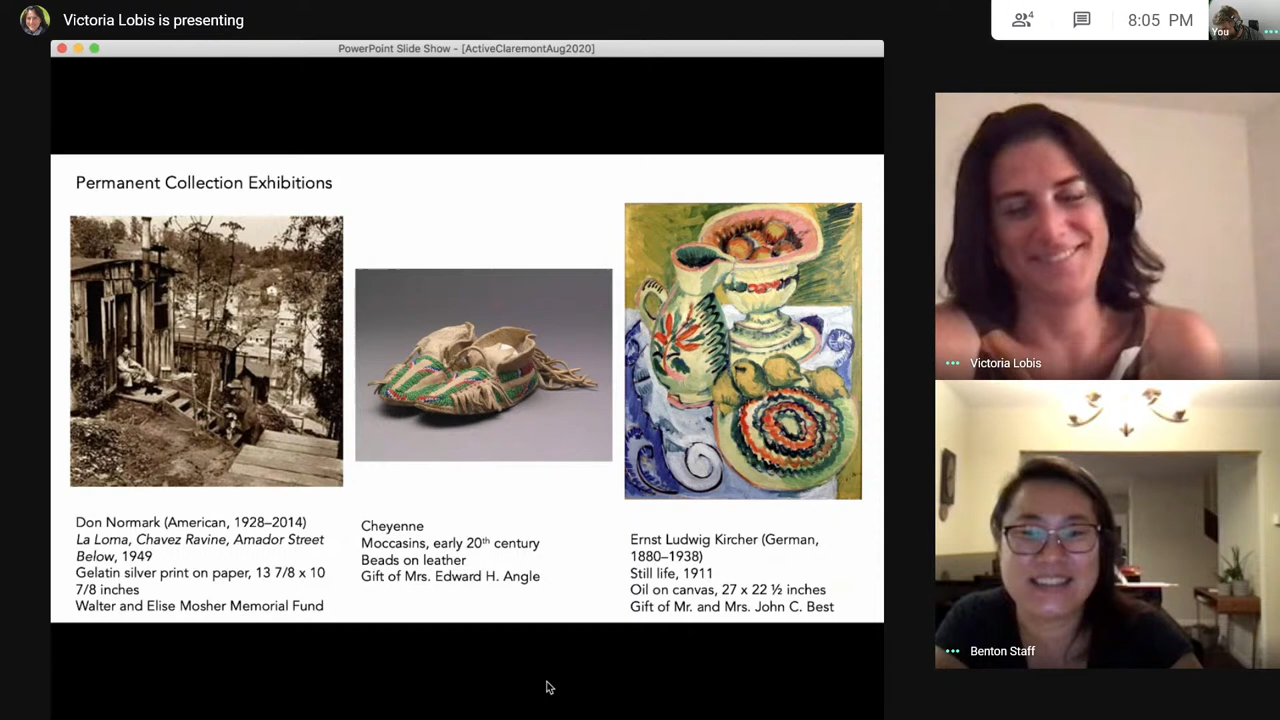 Victoria Lobis is presenting
4
8:05 PM
You
PowerPoint Slide Show - [ActiveClaremontAug2020]
Permanent Collection Exhibitions
Don Normark (American, 1928–2014)
La Loma, Chavez Ravine, Amador Street
Below, 1949
Gelatin silver print on paper, 13 7/8 x 10
7/8 inches
Walter and Elise Mosher Memorial Fund
Cheyenne
Moccasins, early 20th century
Beads on leather
Gift of Mrs. Edward H. Angle
Ernst Ludwig Kircher (German,
1880–1938)
Still life, 1911
Oil on canvas, 27 x 22 ½ inches
Gift of Mr. and Mrs. John C. Best
Victoria Lobis
Benton Staff